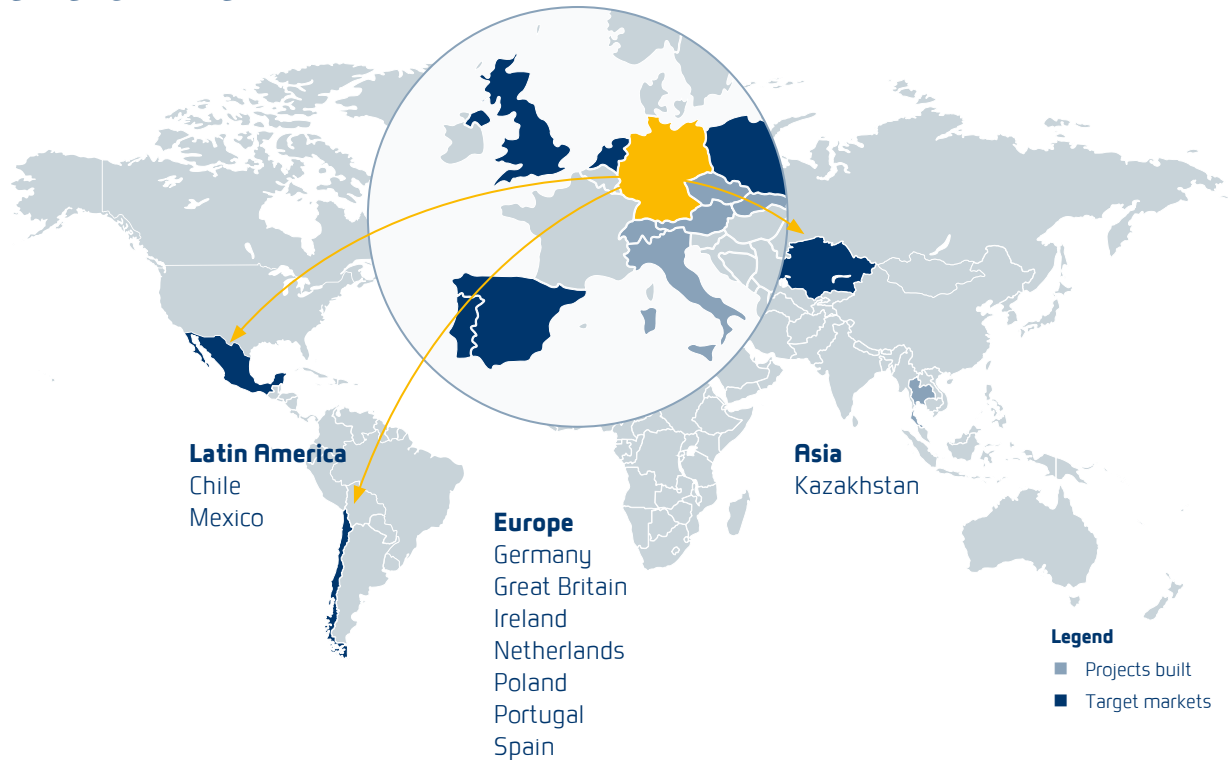 Latin America
Chile
Mexico
Europe
Germany
Great Britain
Ireland
Netherlands
Poland
Portugal
Spain
Asia
Kazakhstan
Legend
Projects built
Target markets